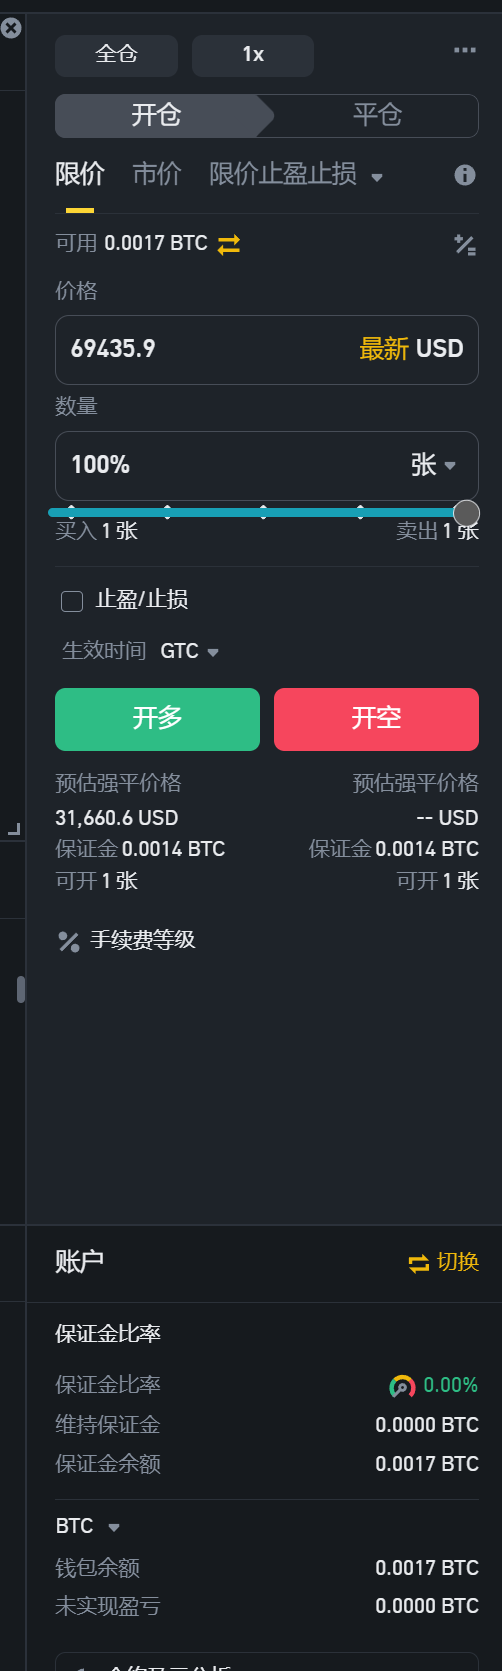 全仓 1x
开仓 平仓
限价 市价 限价止盈止损
可用 0.0017 BTC
价格
69435.9 最新 USD
数量
100% 张
买入 1 张 卖出 1 张
止盈/止损
生效时间 GTC
开多 开空
预估强平价格 预估强平价格
31,660.6 USD -- USD
保证金 0.0014 BTC 保证金 0.0014 BTC
可开 1 张 可开 1 张
手续费等级
账户 切换
保证金比率
保证金比率 0.00%
维持保证金 0.0000 BTC
保证金余额 0.0017 BTC
BTC
钱包余额 0.0017 BTC
未实现盈亏 0.0000 BTC